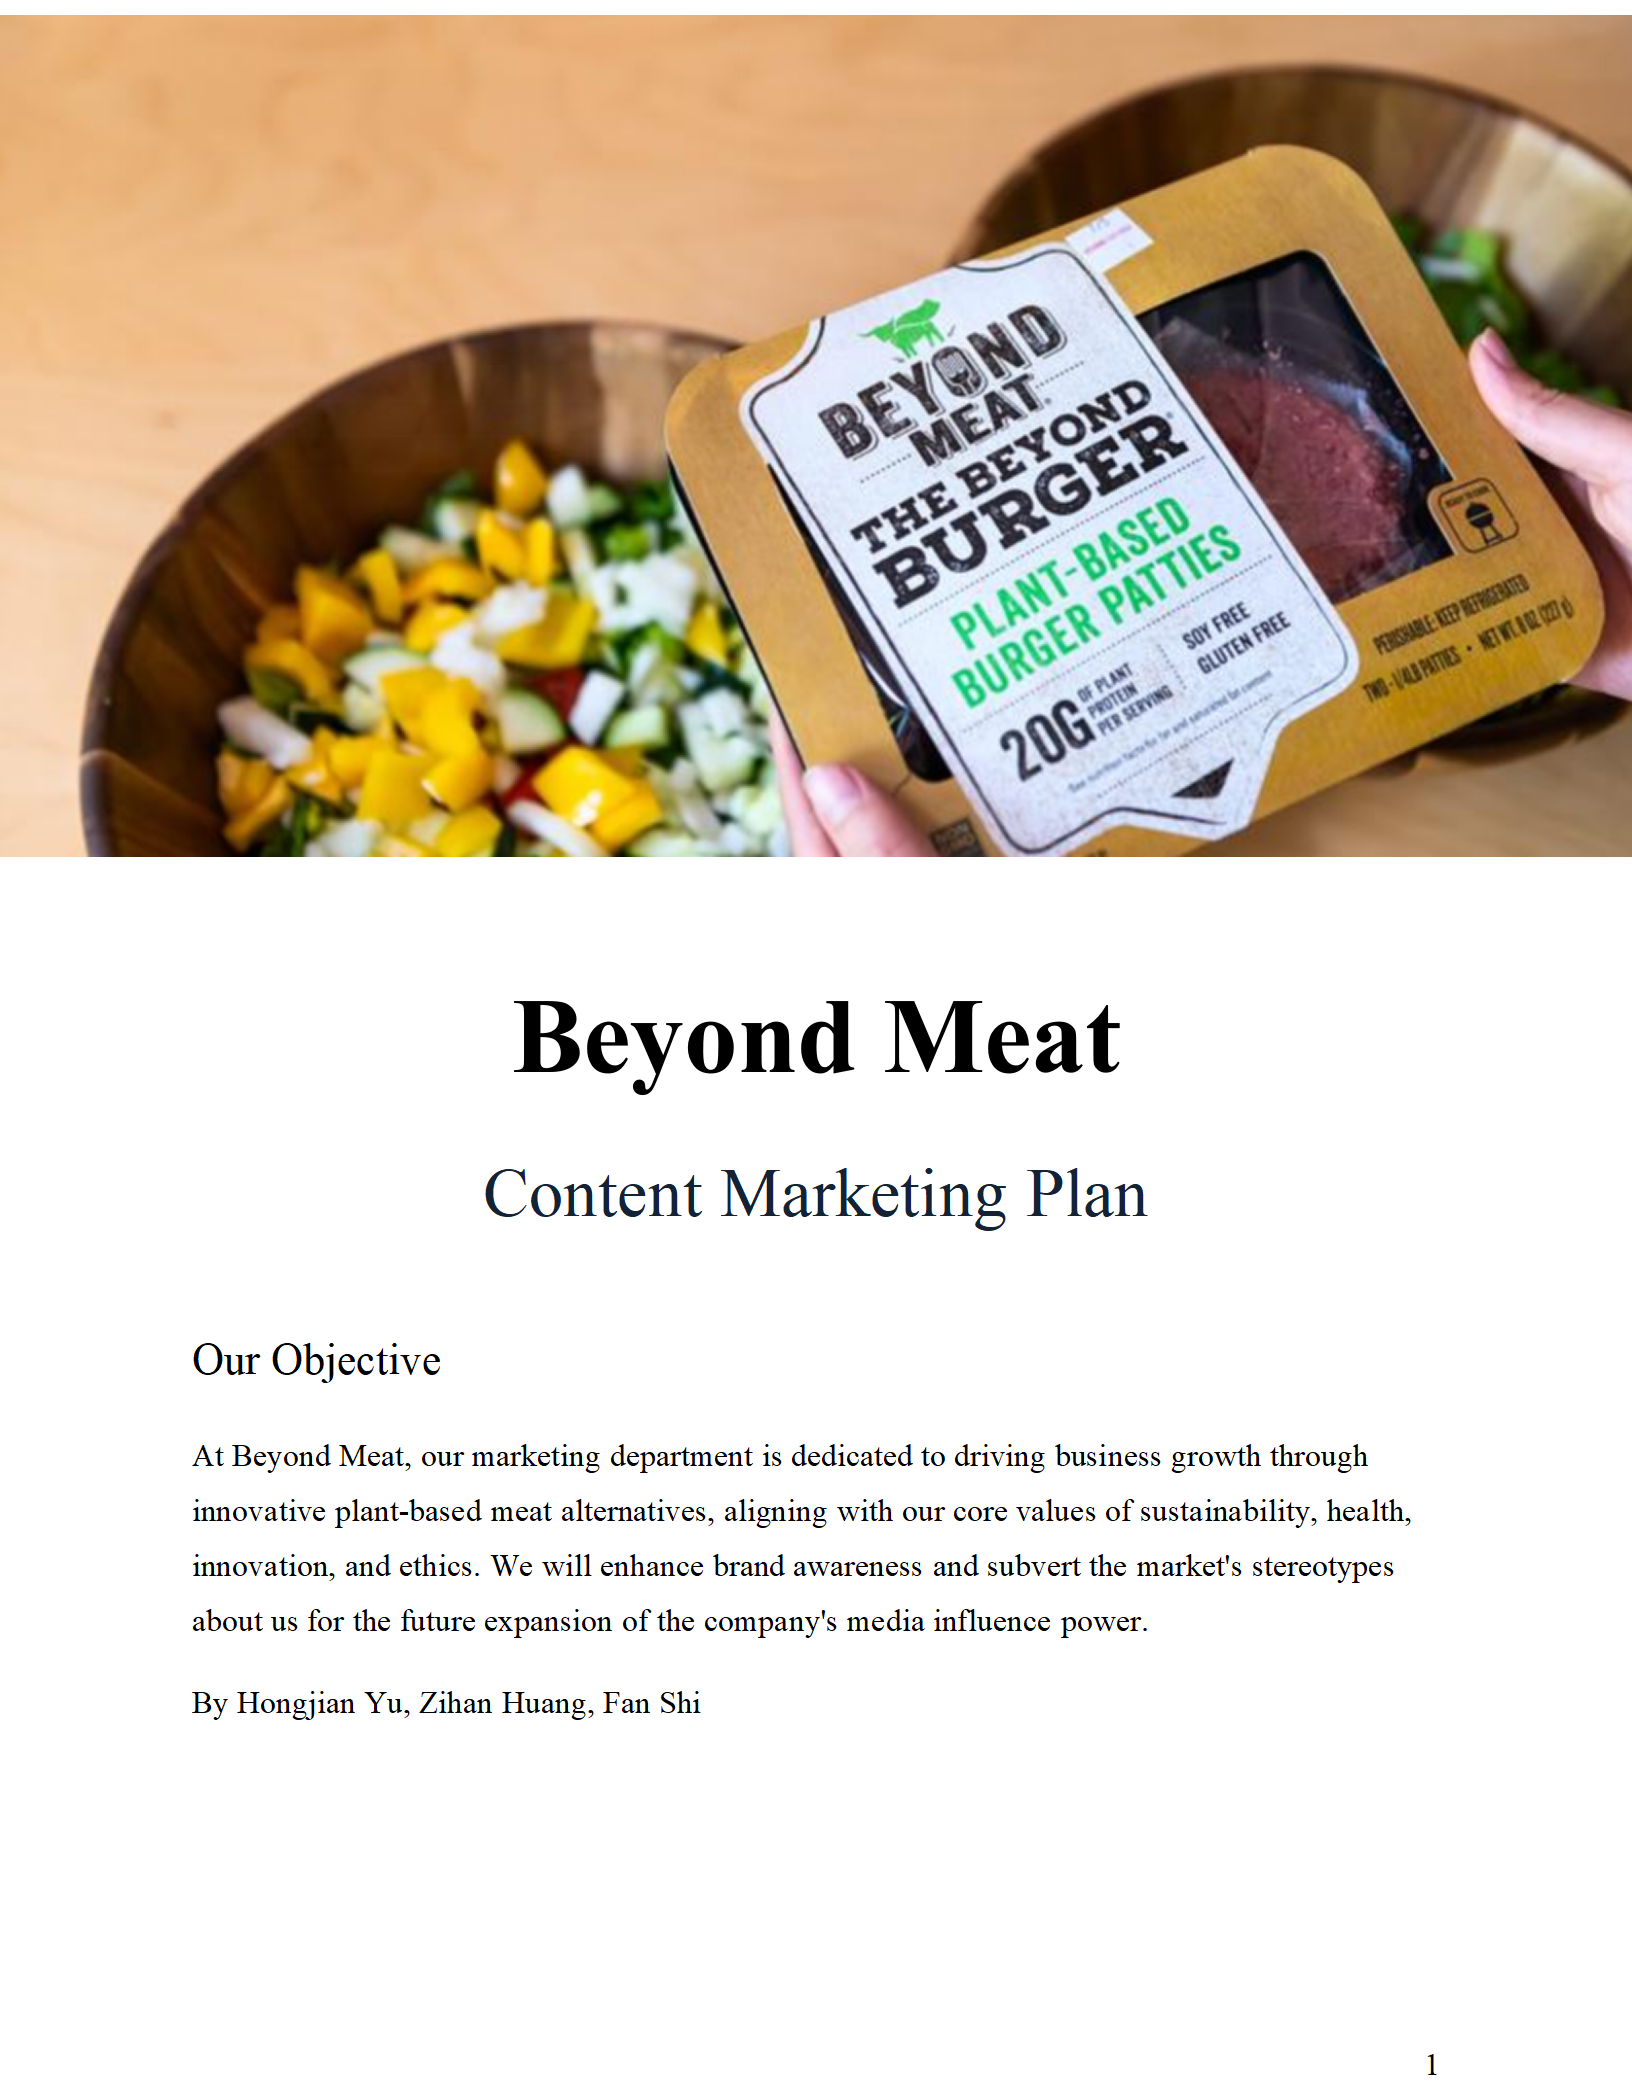 BEYOND
MEAT®
THE BEYOND
BURGER®
PLANT-BASED
BURGER PATTIES
20G OF PLANT
PROTEIN
PER SERVING
SOY FREE
GLUTEN FREE
See nutrition facts for fat and saturated fat content
READY TO COOK
PERISHABLE: KEEP REFRIGERATED
TWO - 1/4LB PATTIES • NET WT. 8 OZ (227 g)
NON
GMO
Beyond Meat
Content Marketing Plan
Our Objective
At Beyond Meat, our marketing department is dedicated to driving business growth through
innovative plant-based meat alternatives, aligning with our core values of sustainability, health,
innovation, and ethics. We will enhance brand awareness and subvert the market's stereotypes
about us for the future expansion of the company's media influence power.
By Hongjian Yu, Zihan Huang, Fan Shi
1